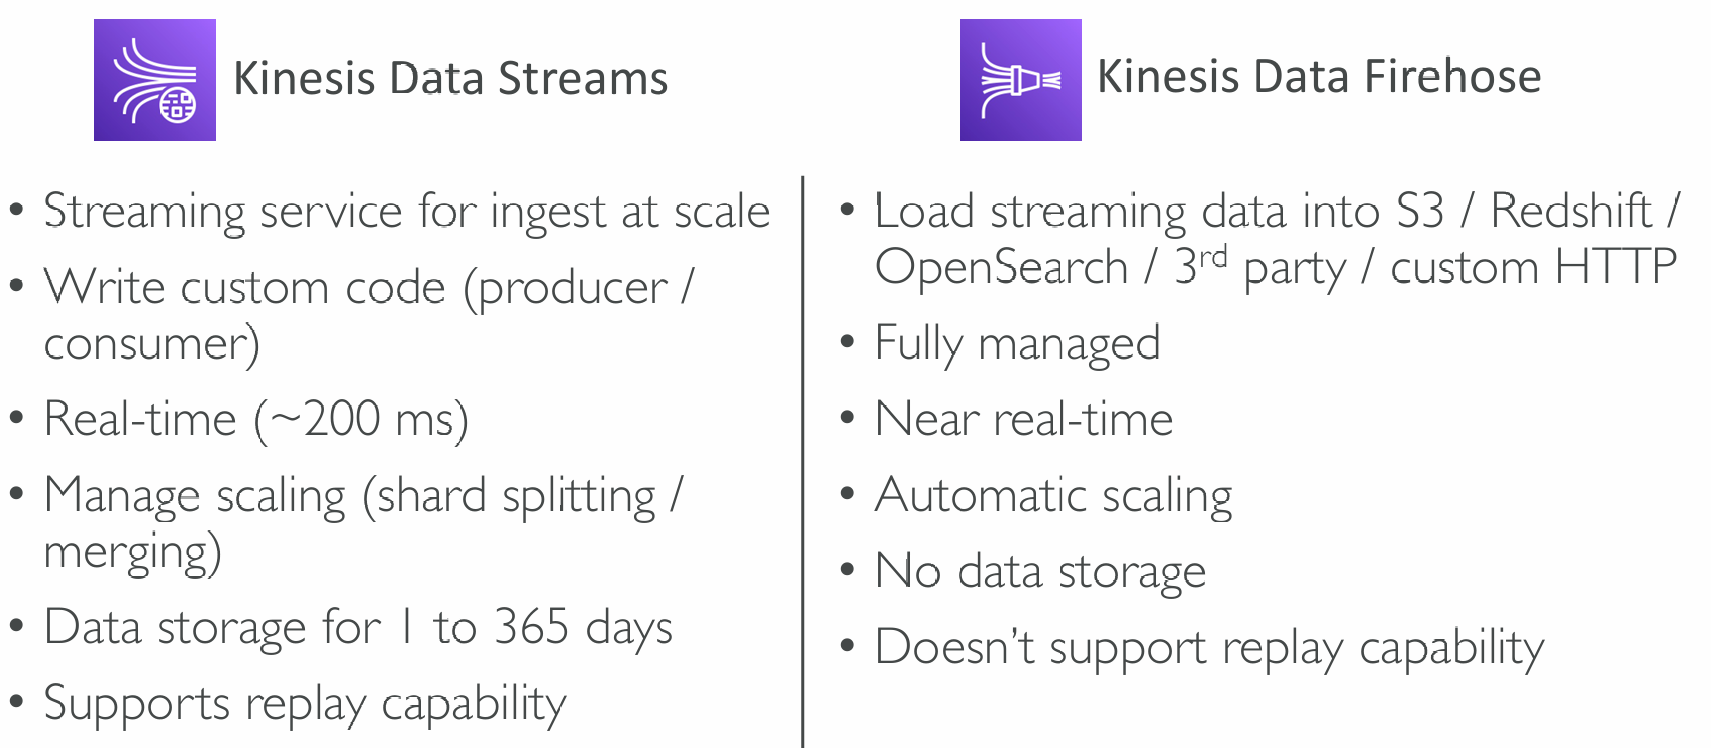 Kinesis Data Streams
• Streaming service for ingest at scale
• Write custom code (producer /
consumer)
• Real-time (~200 ms)
• Manage scaling (shard splitting /
merging)
• Data storage for 1 to 365 days
• Supports replay capability
Kinesis Data Firehose
• Load streaming data into S3 / Redshift /
OpenSearch / 3rd party / custom HTTP
• Fully managed
• Near real-time
• Automatic scaling
• No data storage
• Doesn't support replay capability